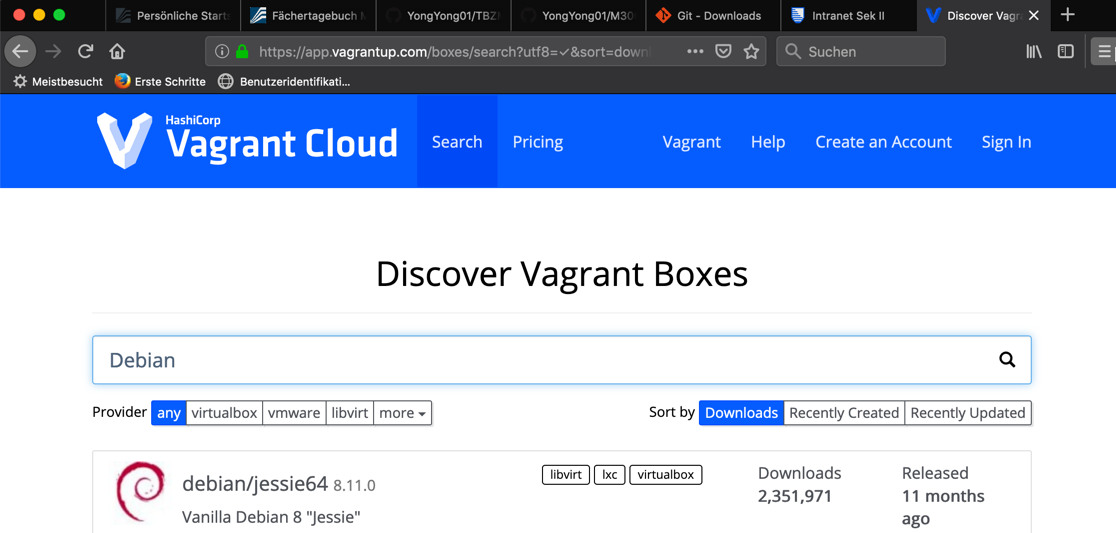 Persönliche Start
Fächertagebuch
YongYong01/TBZ
YongYong01/M30
Git - Downloads
Intranet Sek II
Discover Vagr
https://app.vagrantup.com/boxes/search?utf8=✓&sort=down
Suchen
Meistbesucht
Erste Schritte
Benutzeridentifikati...
HashiCorp
Vagrant Cloud
Search
Pricing
Vagrant
Help
Create an Account
Sign In
Discover Vagrant Boxes
Debian
Provider any virtualbox vmware libvirt more
Sort by Downloads Recently Created Recently Updated
debian/jessie64 8.11.0
Vanilla Debian 8 "Jessie"
libvirt lxc virtualbox
Downloads
2,351,971
Released
11 months
ago